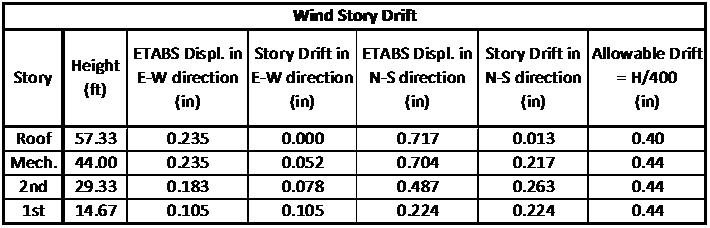 Wind Story Drift
Story Height (ft) ETABS Displ. in E-W direction (in) Story Drift in E-W direction (in) ETABS Displ. in N-S direction (in) Story Drift in N-S direction (in) Allowable Drift = H/400 (in)
Roof 57.33 0.235 0.000 0.717 0.013 0.40
Mech. 44.00 0.235 0.052 0.704 0.217 0.44
2nd 29.33 0.183 0.078 0.487 0.263 0.44
1st 14.67 0.105 0.105 0.224 0.224 0.44